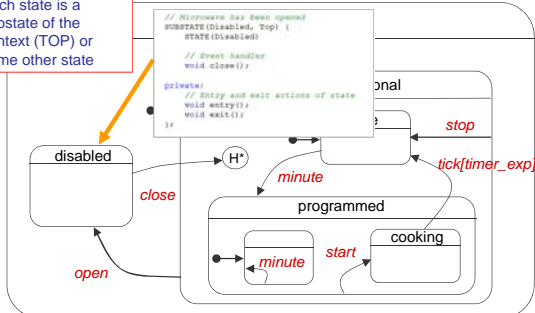 ch state is a
ostate of the
ntext (TOP) or
me other state
// Microwave has been opened
SUBSTATE(Disabled, Top) {
STATE(Disabled)
// Event handler
void close();
private:
// Entry and exit actions of state
void entry();
void exit();
};
onal
e
stop
disabled
H*
tick[timer_exp]
minute
close
programmed
cooking
start
minute
open